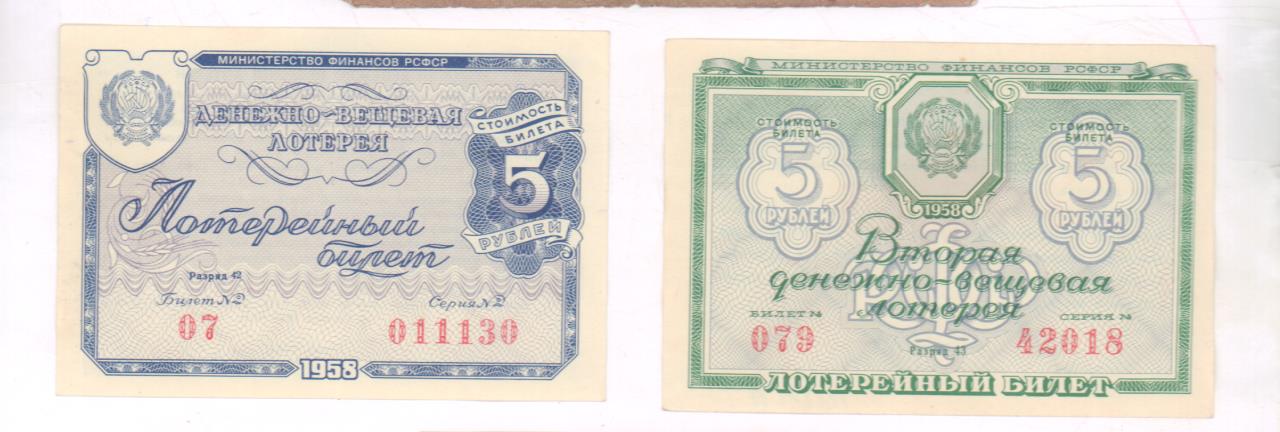 МИНИСТЕРСТВО ФИНАНСОВ РСФСР
ДЕНЕЖНО-ВЕЩЕВАЯ
ЛОТЕРЕЯ
СТОИМОСТЬ
БИЛЕТА
5
РУБЛЕЙ
Лотерейный
билет
Разряд 42
Билет №
Серия №
07
011130
1958
МИНИСТЕРСТВО ФИНАНСОВ РСФСР
СТОИМОСТЬ
БИЛЕТА
5
РУБЛЕЙ
1958
СТОИМОСТЬ
БИЛЕТА
5
РУБЛЕЙ
Вторая
денежно-вещевая
лотерея
БИЛЕТ №
СЕРИЯ №
079
42018
Разряд 43
ЛОТЕРЕЙНЫЙ БИЛЕТ